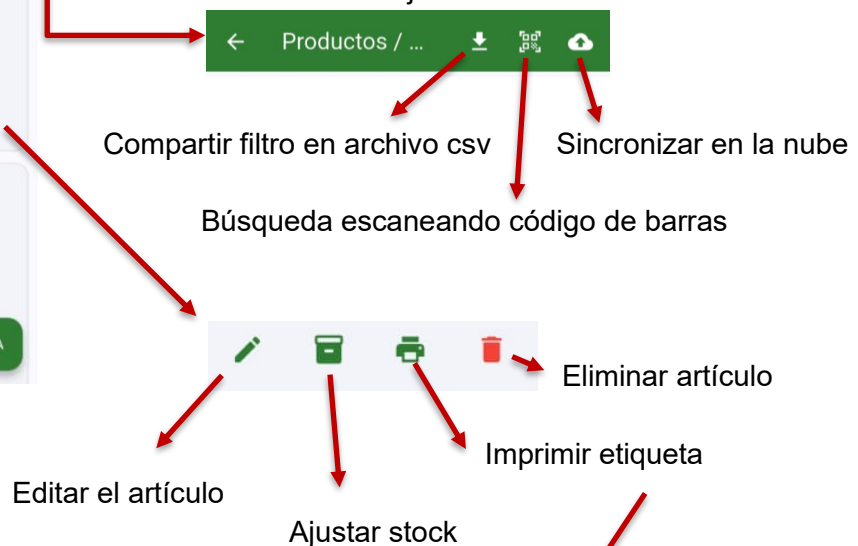 Productos / ...
Compartir filtro en archivo csv
Sincronizar en la nube
Búsqueda escaneando código de barras
Eliminar artículo
Imprimir etiqueta
Editar el artículo
Ajustar stock